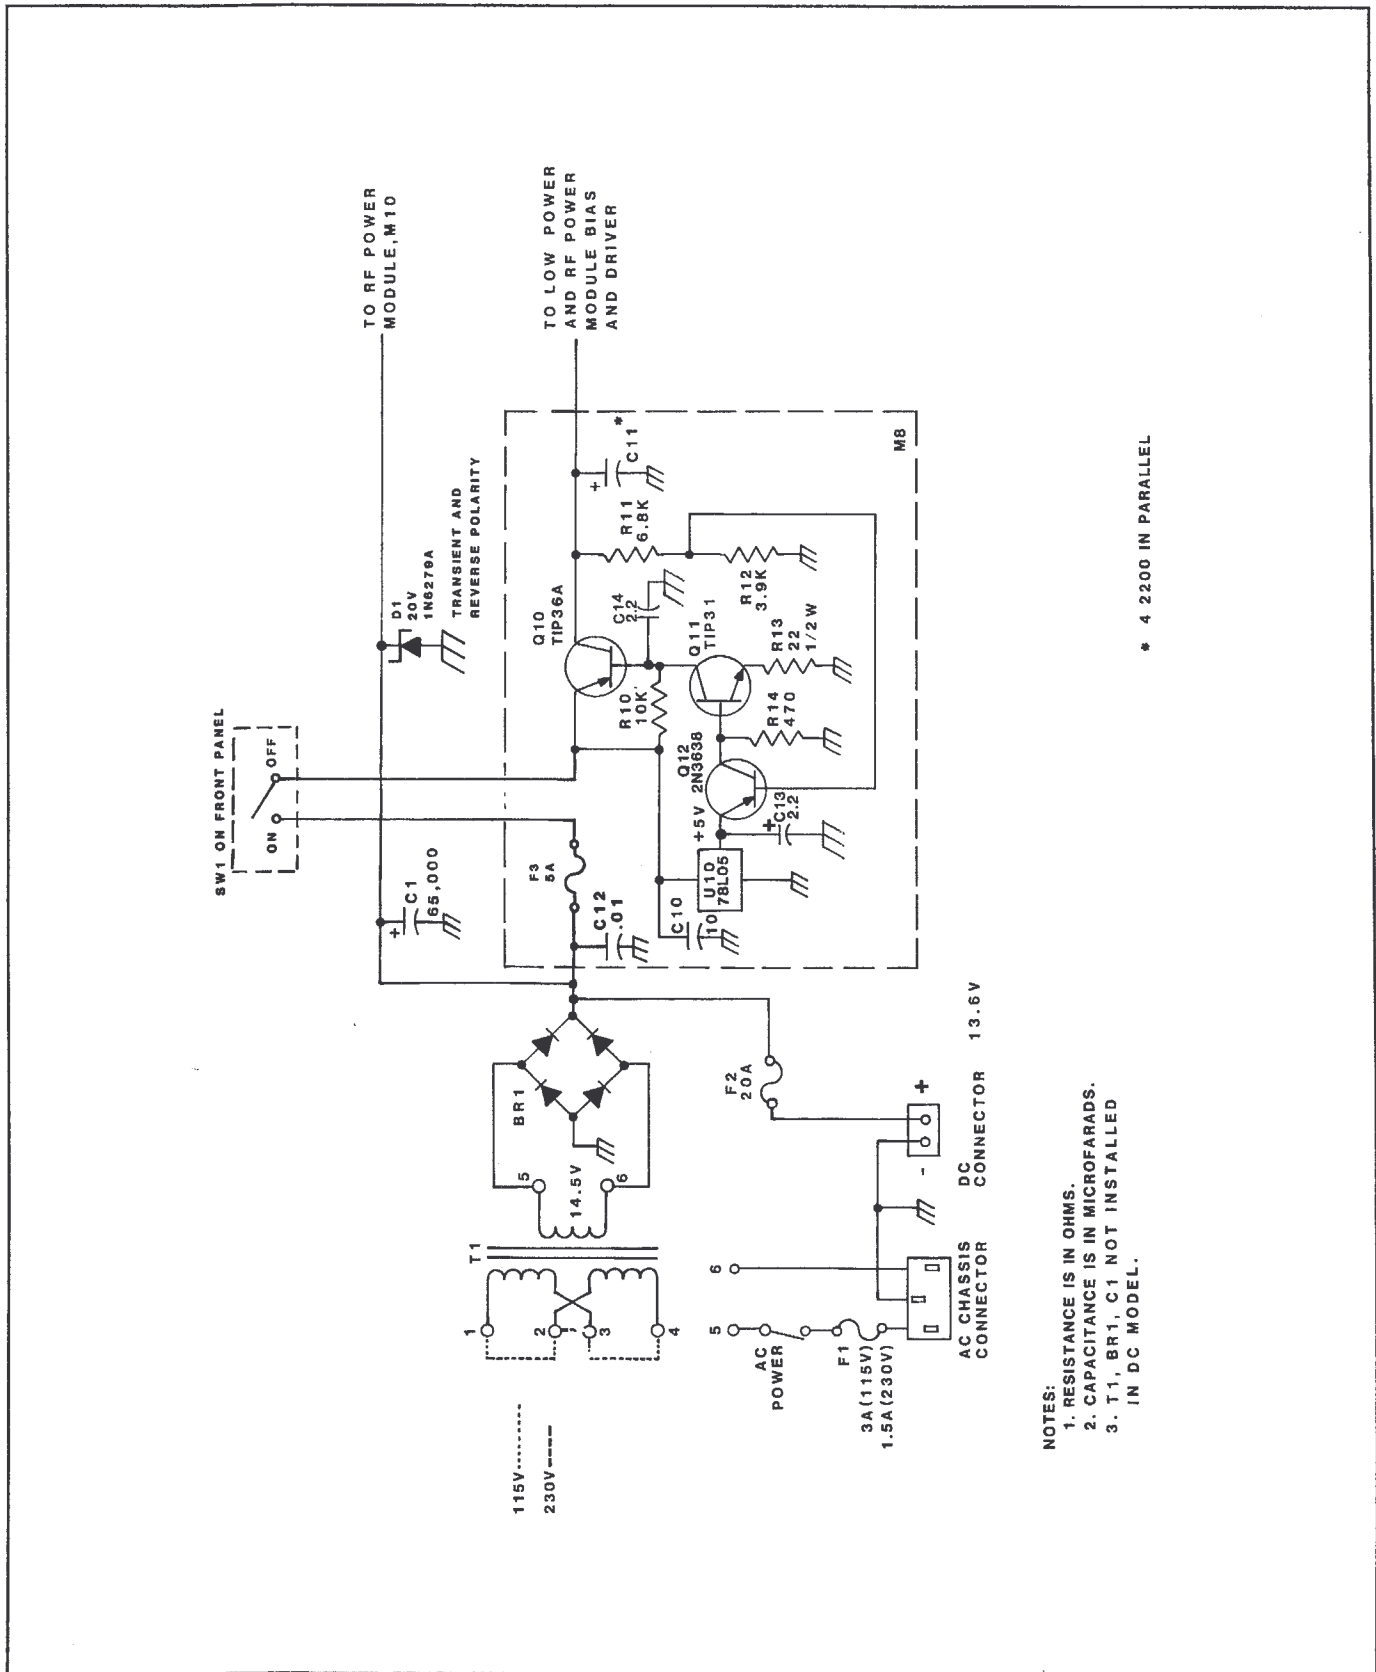 SW1 ON FRONT PANEL
ON
OFF
TO RF POWER
MODULE,M10
D1
20V
1N6279A
TRANSIENT AND
REVERSE POLARITY
C1
65,000
TO LOW POWER
AND RF POWER
MODULE BIAS
AND DRIVER
T1
1
2
3
4
5
6
14.5V
BR1
115V
230V
F3
5A
C12
.01
Q10
TIP36A
R10
10K
C14
2.2
R11
6.8K
C11 *
+
+
Q11
TIP31
R12
3.9K
R13
22
1/2W
R14
470
Q12
2N3638
+5V
+
C13
2.2
U10
78L05
C10
10
M8
F2
20A
5
6
AC
POWER
F1
3A(115V)
1.5A(230V)
AC CHASSIS
CONNECTOR
-
+
DC
CONNECTOR 13.6V
* 4 2200 IN PARALLEL
NOTES:
1. RESISTANCE IS IN OHMS.
2. CAPACITANCE IS IN MICROFARADS.
3. T1, BR1, C1 NOT INSTALLED
IN DC MODEL.